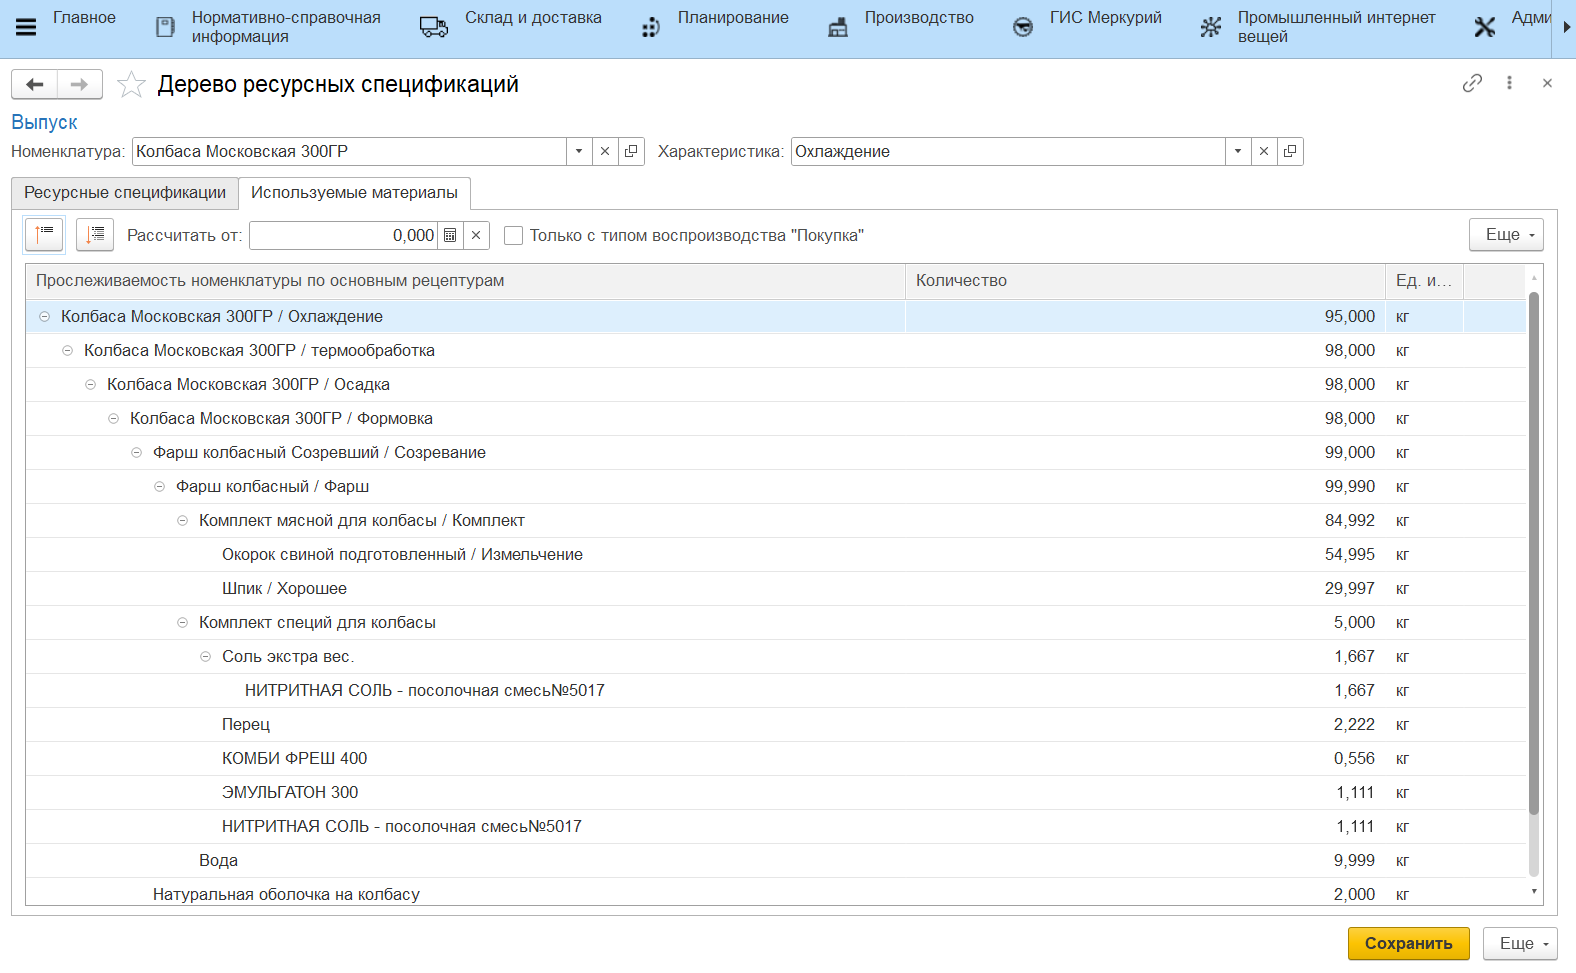 Главное
Нормативно-справочная
информация
Склад и доставка
Планирование
Производство
ГИС Меркурий
Промышленный интернет
вещей
Адми
Дерево ресурсных спецификаций
Выпуск
Номенклатура: Колбаса Московская 300ГР Характеристика: Охлаждение
Ресурсные спецификации Используемые материалы
Рассчитать от: 0,000 Только с типом воспроизводства "Покупка" Еще
Прослеживаемость номенклатуры по основным рецептурам Количество Ед. и...
Колбаса Московская 300ГР / Охлаждение 95,000 кг
Колбаса Московская 300ГР / термообработка 98,000 кг
Колбаса Московская 300ГР / Осадка 98,000 кг
Колбаса Московская 300ГР / Формовка 98,000 кг
Фарш колбасный Созревший / Созревание 99,000 кг
Фарш колбасный / Фарш 99,990 кг
Комплект мясной для колбасы / Комплект 84,992 кг
Окорок свиной подготовленный / Измельчение 54,995 кг
Шпик / Хорошее 29,997 кг
Комплект специй для колбасы 5,000 кг
Соль экстра вес. 1,667 кг
НИТРИТНАЯ СОЛЬ - посолочная смесь№5017 1,667 кг
Перец 2,222 кг
КОМБИ ФРЕШ 400 0,556 кг
ЭМУЛЬГАТОН 300 1,111 кг
НИТРИТНАЯ СОЛЬ - посолочная смесь№5017 1,111 кг
Вода 9,999 кг
Натуральная оболочка на колбасу 2,000 кг
Сохранить Еще